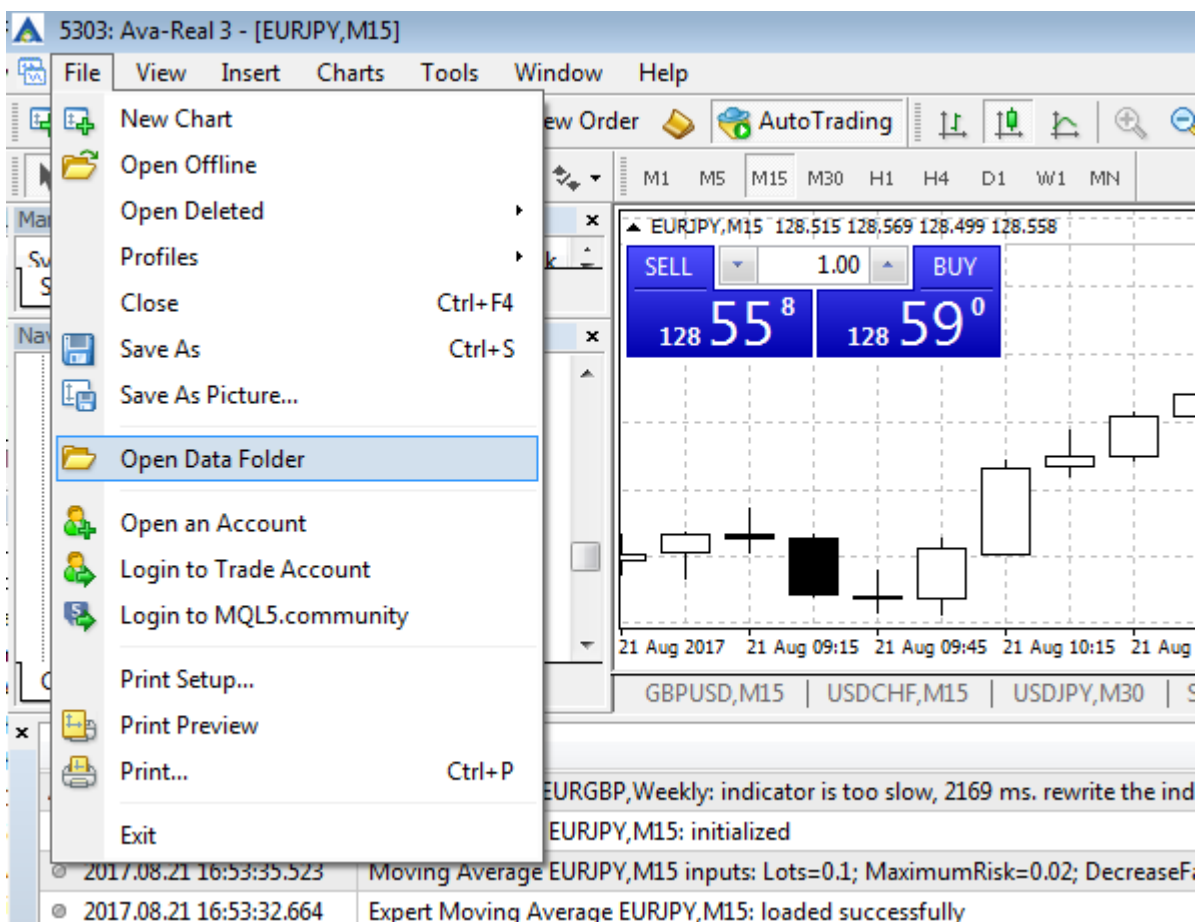 5303: Ava-Real 3 - [EURJPY,M15]
File View Insert Charts Tools Window Help
New Chart
Open Offline
Open Deleted
Profiles
Close Ctrl+F4
Save As Ctrl+S
Save As Picture...
Open Data Folder
Open an Account
Login to Trade Account
Login to MQL5.community
Print Setup...
Print Preview
Print... Ctrl+P
Exit
ew Order AutoTrading
M1 M5 M15 M30 H1 H4 D1 W1 MN
EURJPY,M15 128.515 128.569 128.499 128.558
SELL 1.00 BUY
128 55 8 128 59 0
21 Aug 2017 21 Aug 09:15 21 Aug 09:45 21 Aug 10:15 21 Aug
GBPUSD,M15 | USDCHF,M15 | USDJPY,M30 | S
EURGBP,Weekly: indicator is too slow, 2169 ms. rewrite the ind
EURJPY,M15: initialized
2017.08.21 16:53:35.523 Moving Average EURJPY,M15 inputs: Lots=0.1; MaximumRisk=0.02; DecreaseFa
2017.08.21 16:53:32.664 Expert Moving Average EURJPY,M15: loaded successfully